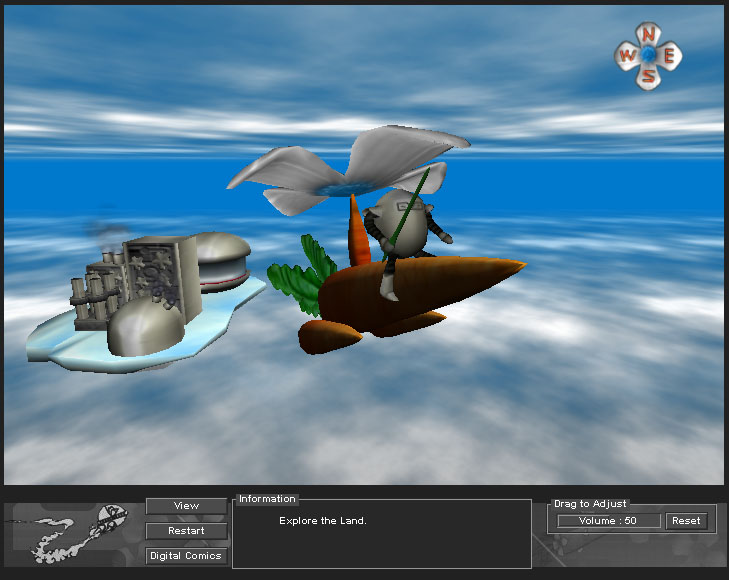 N
W E
S
View
Restart
Digital Comics
Information
Explore the Land.
Drag to Adjust
Volume : 50
Reset